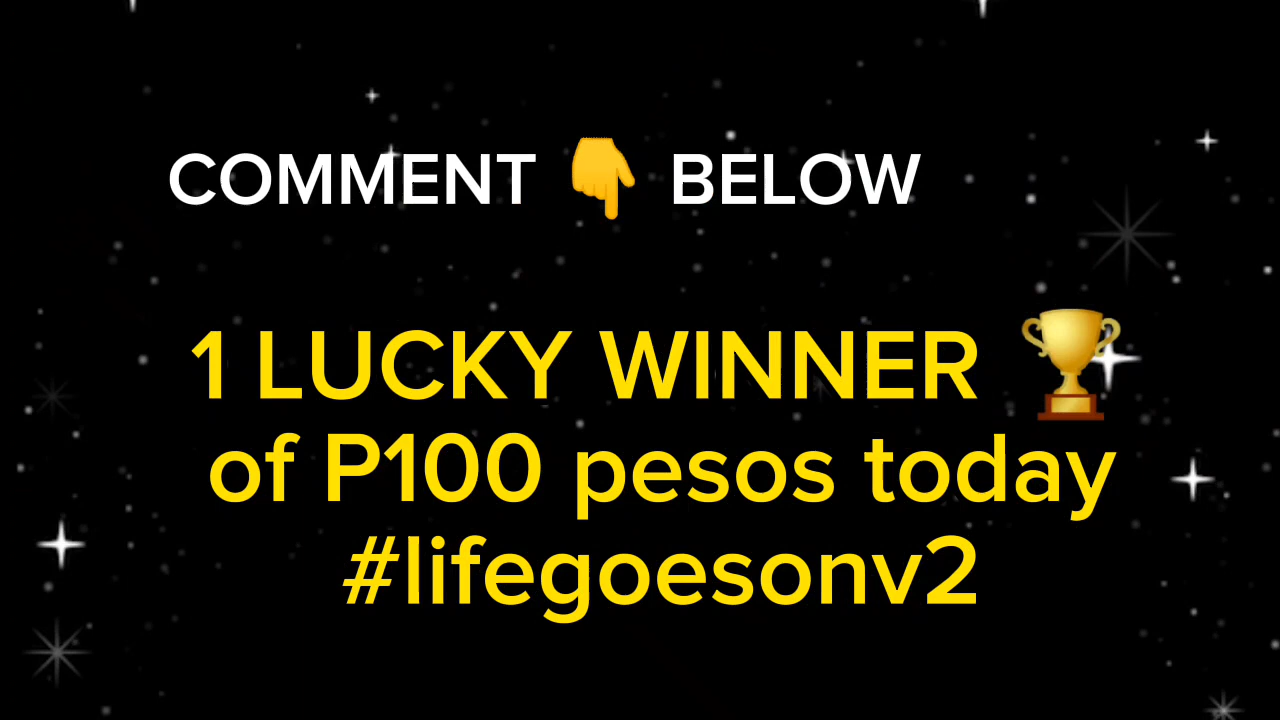 COMMENT 👇 BELOW
1 LUCKY WINNER 🏆
of P100 pesos today
#lifegoesonv2